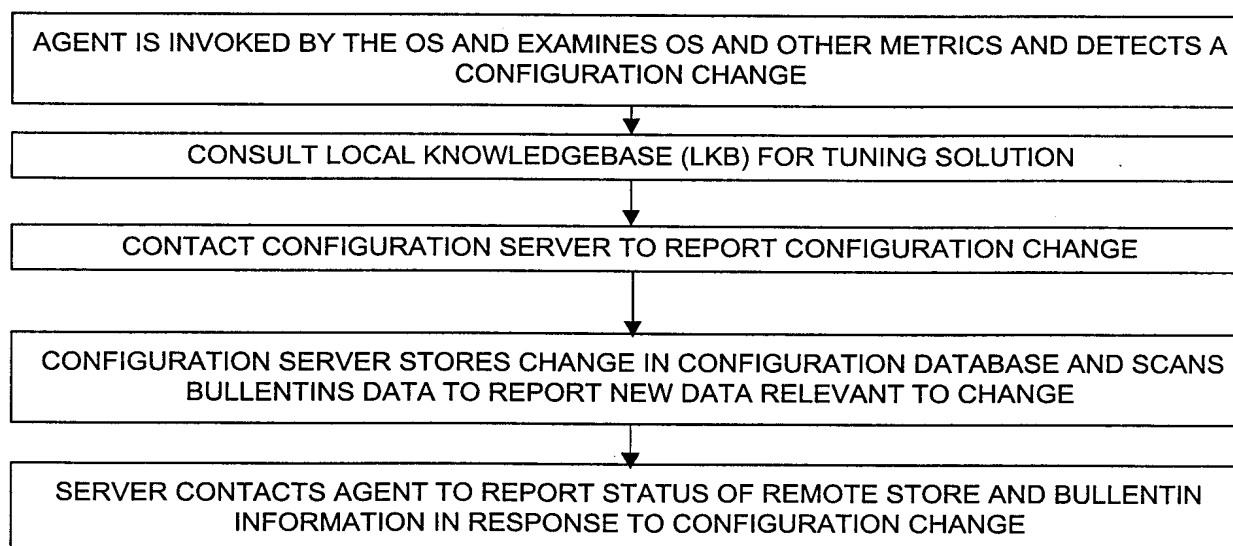 AGENT IS INVOKED BY THE OS AND EXAMINES OS AND OTHER METRICS AND DETECTS A
CONFIGURATION CHANGE
CONSULT LOCAL KNOWLEDGEBASE (LKB) FOR TUNING SOLUTION
CONTACT CONFIGURATION SERVER TO REPORT CONFIGURATION CHANGE
CONFIGURATION SERVER STORES CHANGE IN CONFIGURATION DATABASE AND SCANS
BULLENTINS DATA TO REPORT NEW DATA RELEVANT TO CHANGE
SERVER CONTACTS AGENT TO REPORT STATUS OF REMOTE STORE AND BULLENTIN
INFORMATION IN RESPONSE TO CONFIGURATION CHANGE